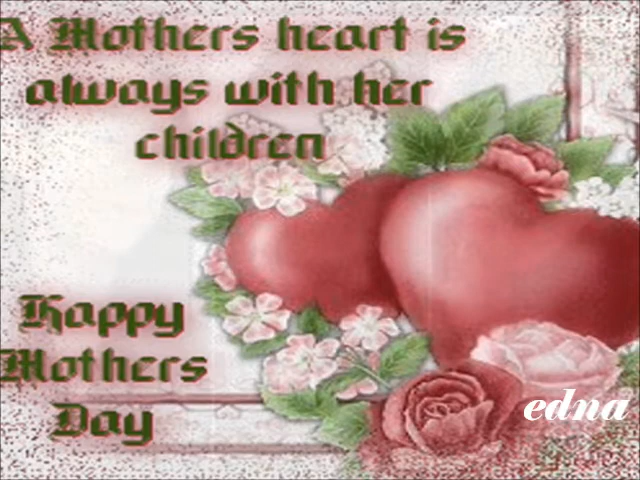 A Mothers heart is
always with her
children
Happy
Mothers
Day
edna